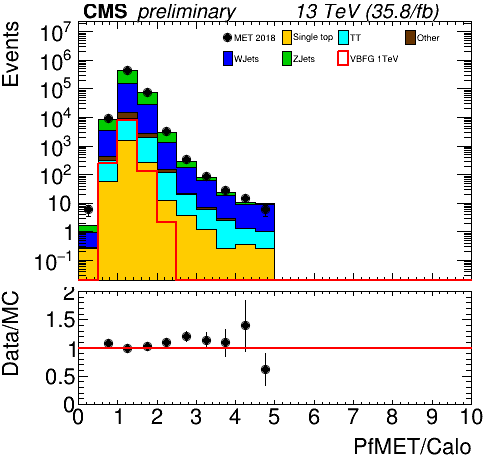 CMS preliminary 13 TeV (35.8/fb)
Events
MET 2018 Single top TT Other
WJets ZJets VBFG 1TeV
10^7
10^6
10^5
10^4
10^3
10^2
10
1
10^-1
Data/MC
2
1.5
1
0.5
0
0 1 2 3 4 5 6 7 8 9 10
PfMET/Calo